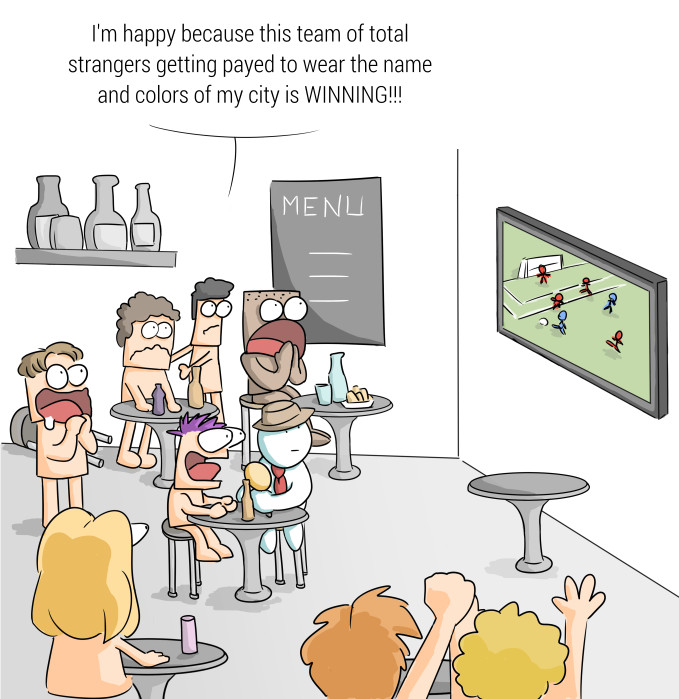 I'm happy because this team of total
strangers getting payed to wear the name
and colors of my city is WINNING!!!
MENU